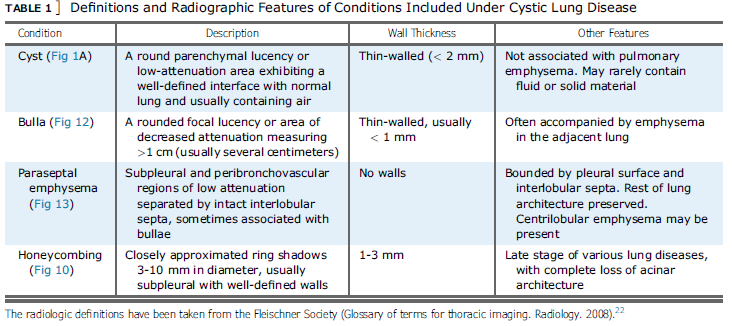 TABLE 1 ] Definitions and Radiographic Features of Conditions Included Under Cystic Lung Disease
Condition Description Wall Thickness Other Features
Cyst (Fig 1A) A round parenchymal lucency or Thin-walled (< 2 mm) Not associated with pulmonary
low-attenuation area exhibiting a emphysema. May rarely contain
well-defined interface with normal fluid or solid material
lung and usually containing air
Bulla (Fig 12) A rounded focal lucency or area of Thin-walled, usually Often accompanied by emphysema
decreased attenuation measuring < 1 mm in the adjacent lung
>1 cm (usually several centimeters)
Paraseptal Subpleural and peribronchovascular No walls Bounded by pleural surface and
emphysema regions of low attenuation interlobular septa. Rest of lung
(Fig 13) separated by intact interlobular architecture preserved.
septa, sometimes associated with Centrilobular emphysema may be
bullae present
Honeycombing Closely approximated ring shadows 1-3 mm Late stage of various lung diseases,
(Fig 10) 3-10 mm in diameter, usually with complete loss of acinar
subpleural with well-defined walls architecture
The radiologic definitions have been taken from the Fleischner Society (Glossary of terms for thoracic imaging. Radiology. 2008).22